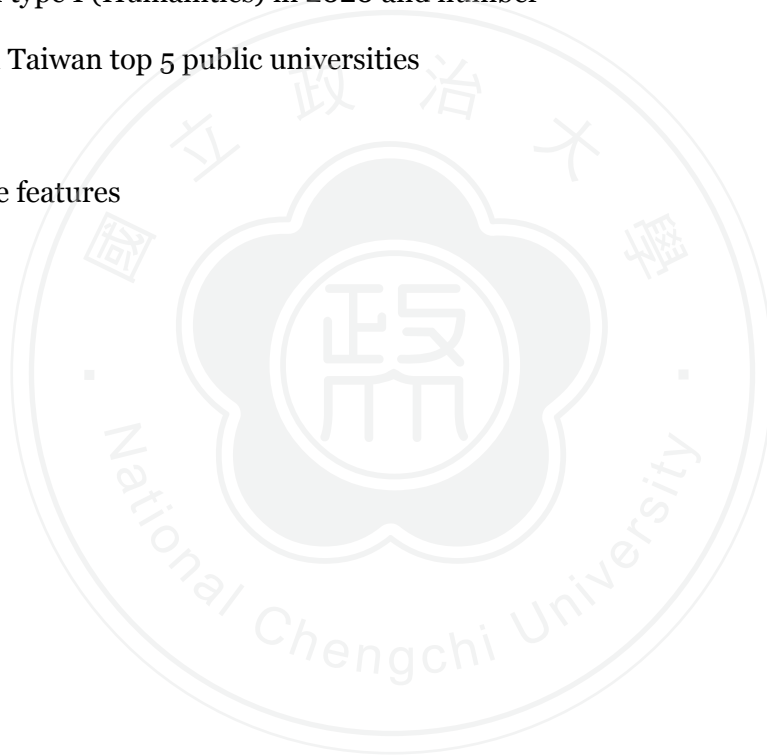 type I (Humanities) in 2020 and number
Taiwan top 5 public universities
features
國立政治大學
政
National Chengchi University